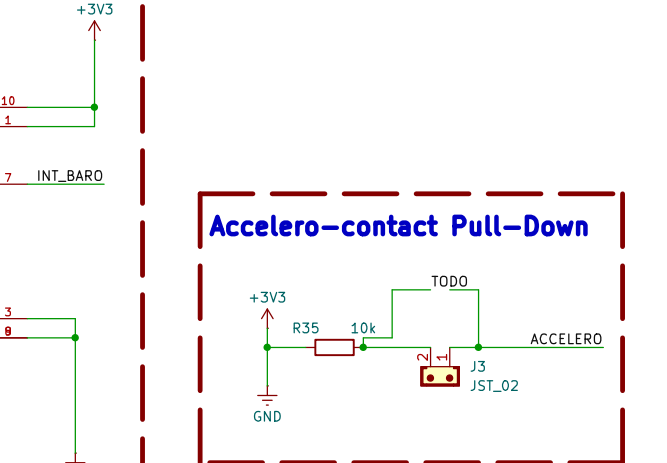 +3V3
10
1
7 INT_BARO
Accelero-contact Pull-Down
TODO
+3V3
3
R35 10k
8
ACCELERO
2 1
J3
JST_02
GND